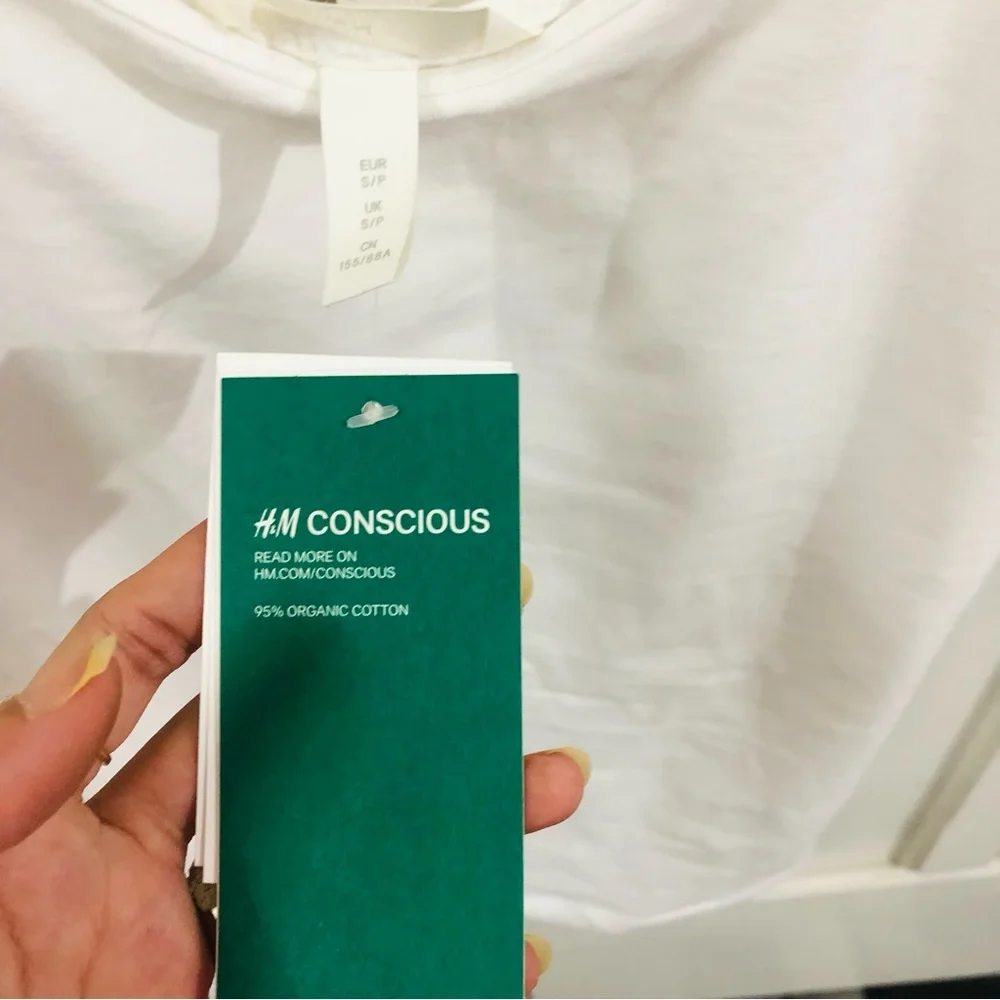 EUR
S/P
UK
S/P
CN
155/88A
H&M CONSCIOUS
READ MORE ON
HM.COM/CONSCIOUS
95% ORGANIC COTTON